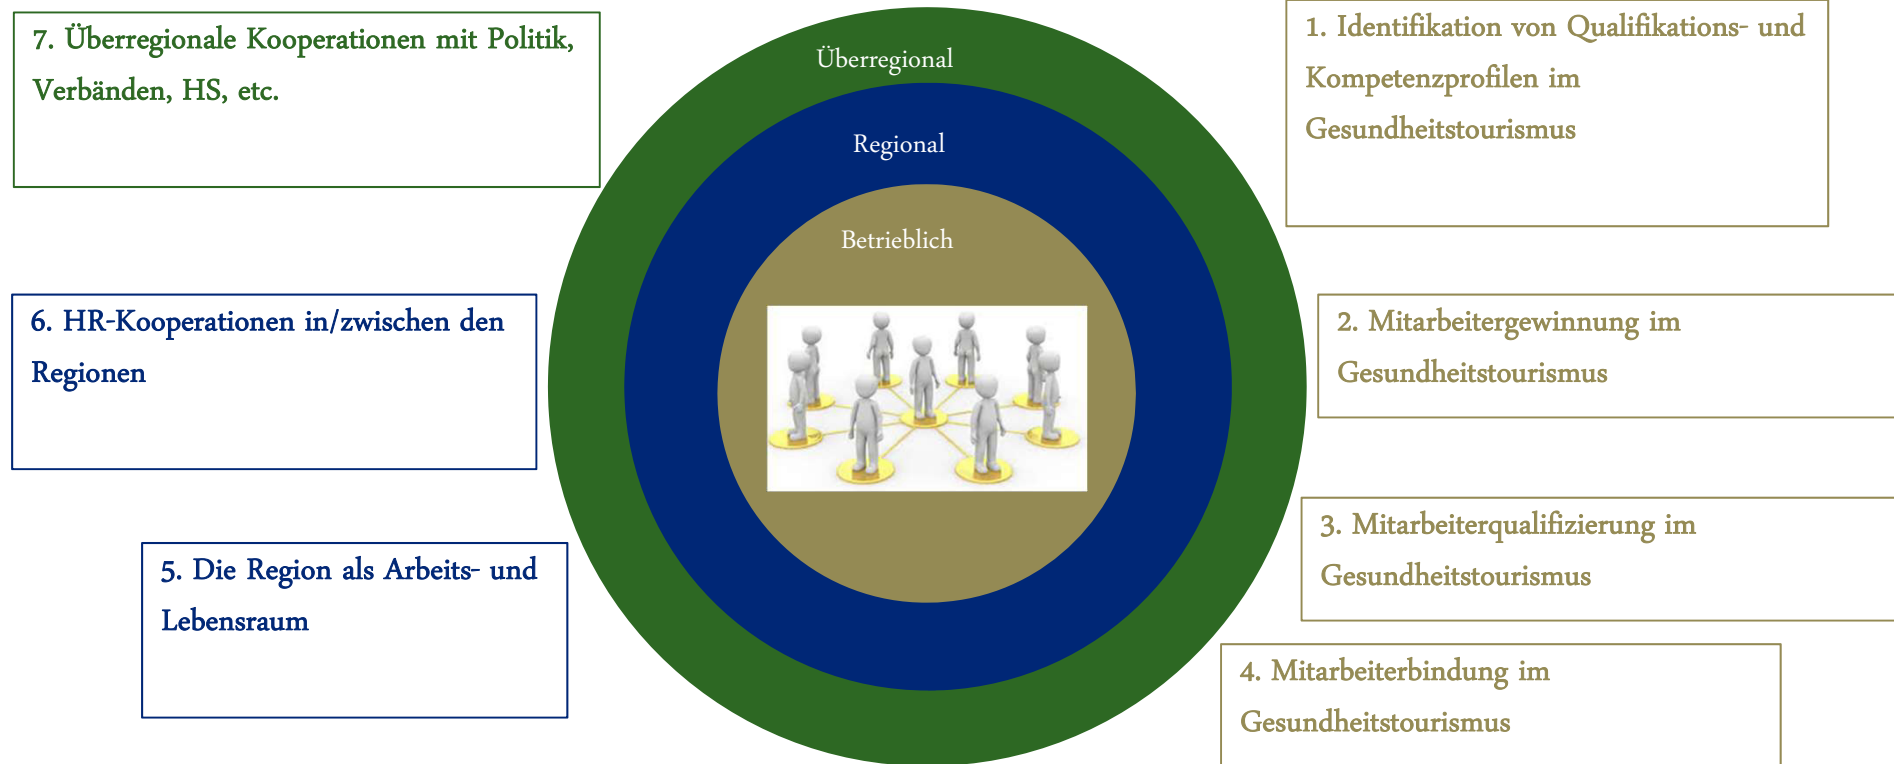 7. Überregionale Kooperationen mit Politik,
Verbänden, HS, etc.
Überregional
1. Identifikation von Qualifikations- und
Kompetenzprofilen im
Gesundheitstourismus
Regional
Betrieblich
6. HR-Kooperationen in/zwischen den
Regionen
2. Mitarbeitergewinnung im
Gesundheitstourismus
3. Mitarbeiterqualifizierung im
Gesundheitstourismus
5. Die Region als Arbeits- und
Lebensraum
4. Mitarbeiterbindung im
Gesundheitstourismus